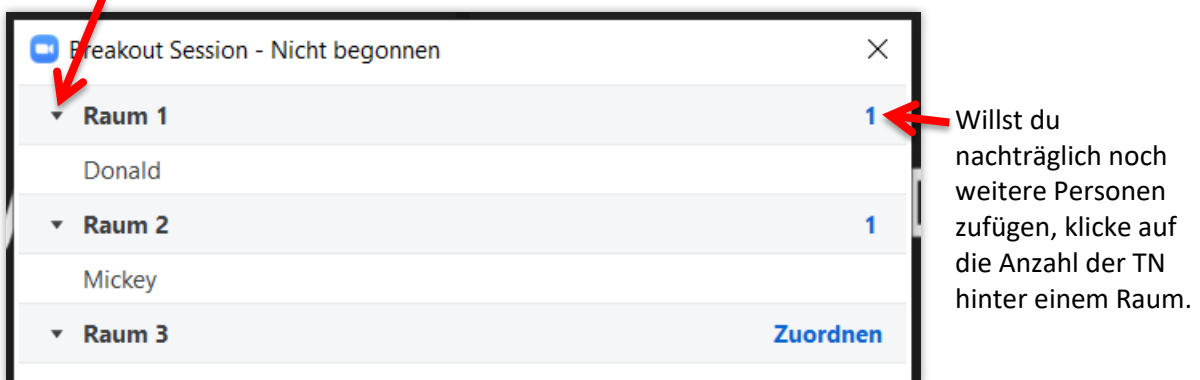 Breakout Session - Nicht begonnen
Raum 1 1
Donald
Raum 2 1
Mickey
Raum 3 Zuordnen
Willst du
nachträglich noch
weitere Personen
zufügen, klicke auf
die Anzahl der TN
hinter einem Raum.